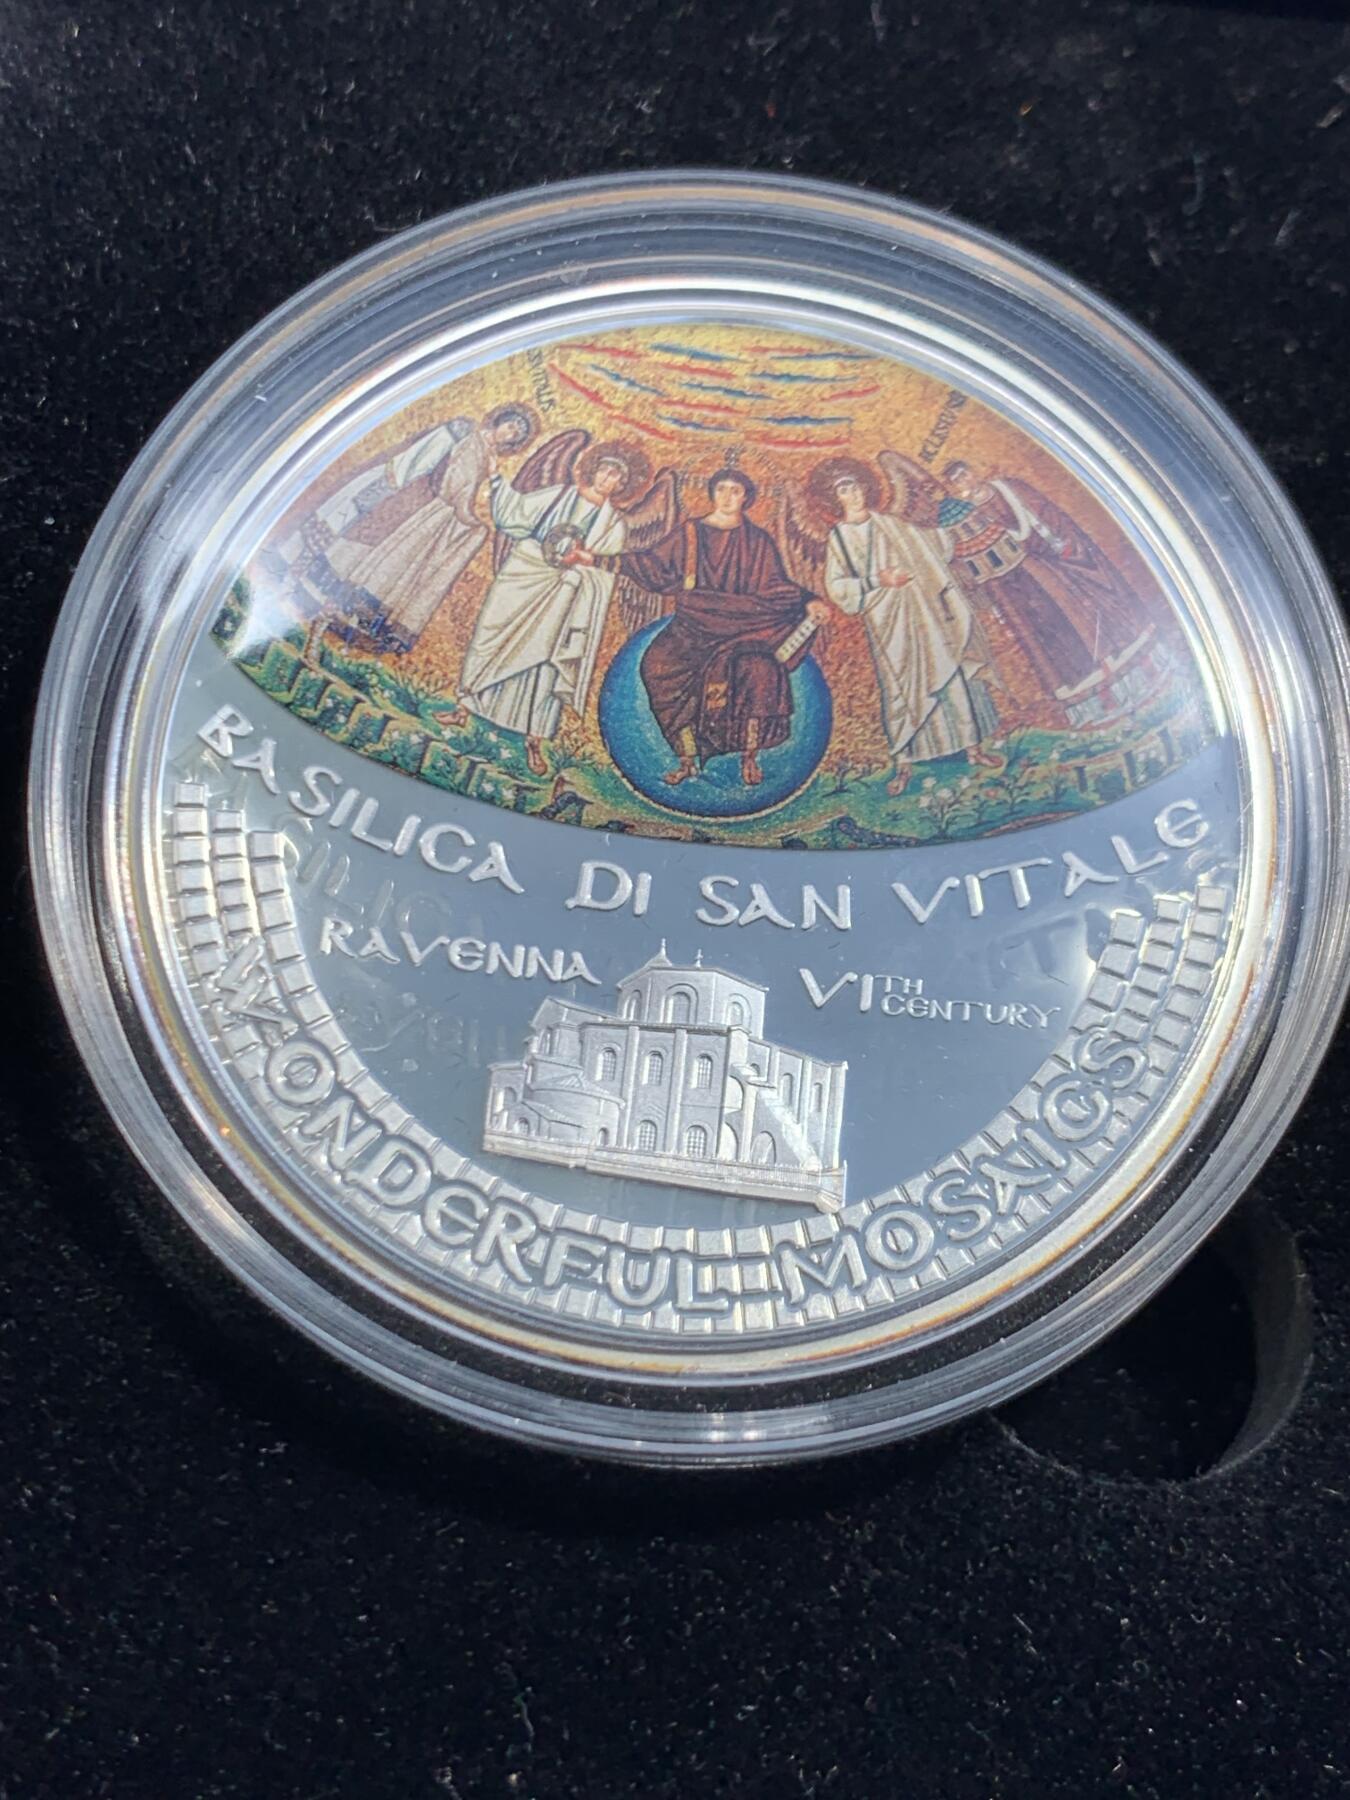 BASILICA DI SAN VITALE
RAVENNA
VITH CENTURY
WONDERFUL MOSAICS